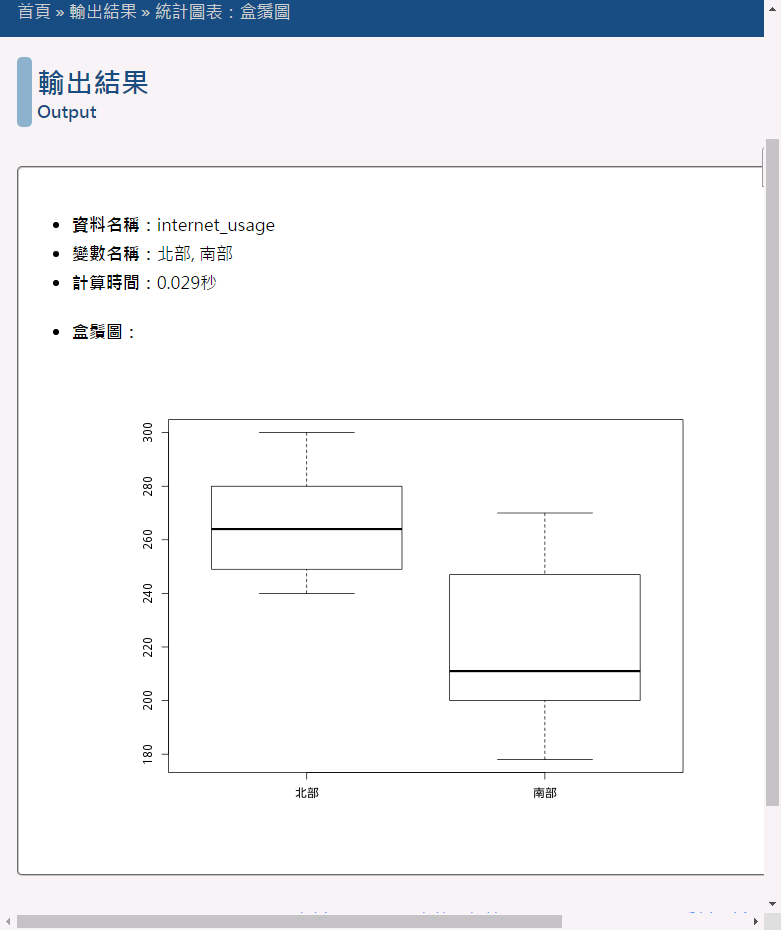 首頁 » 輸出結果 » 統計圖表：盒鬚圖
輸出結果
Output
資料名稱：internet_usage
變數名稱：北部, 南部
計算時間：0.029秒
盒鬚圖：
300
280
260
240
220
200
180
北部
南部